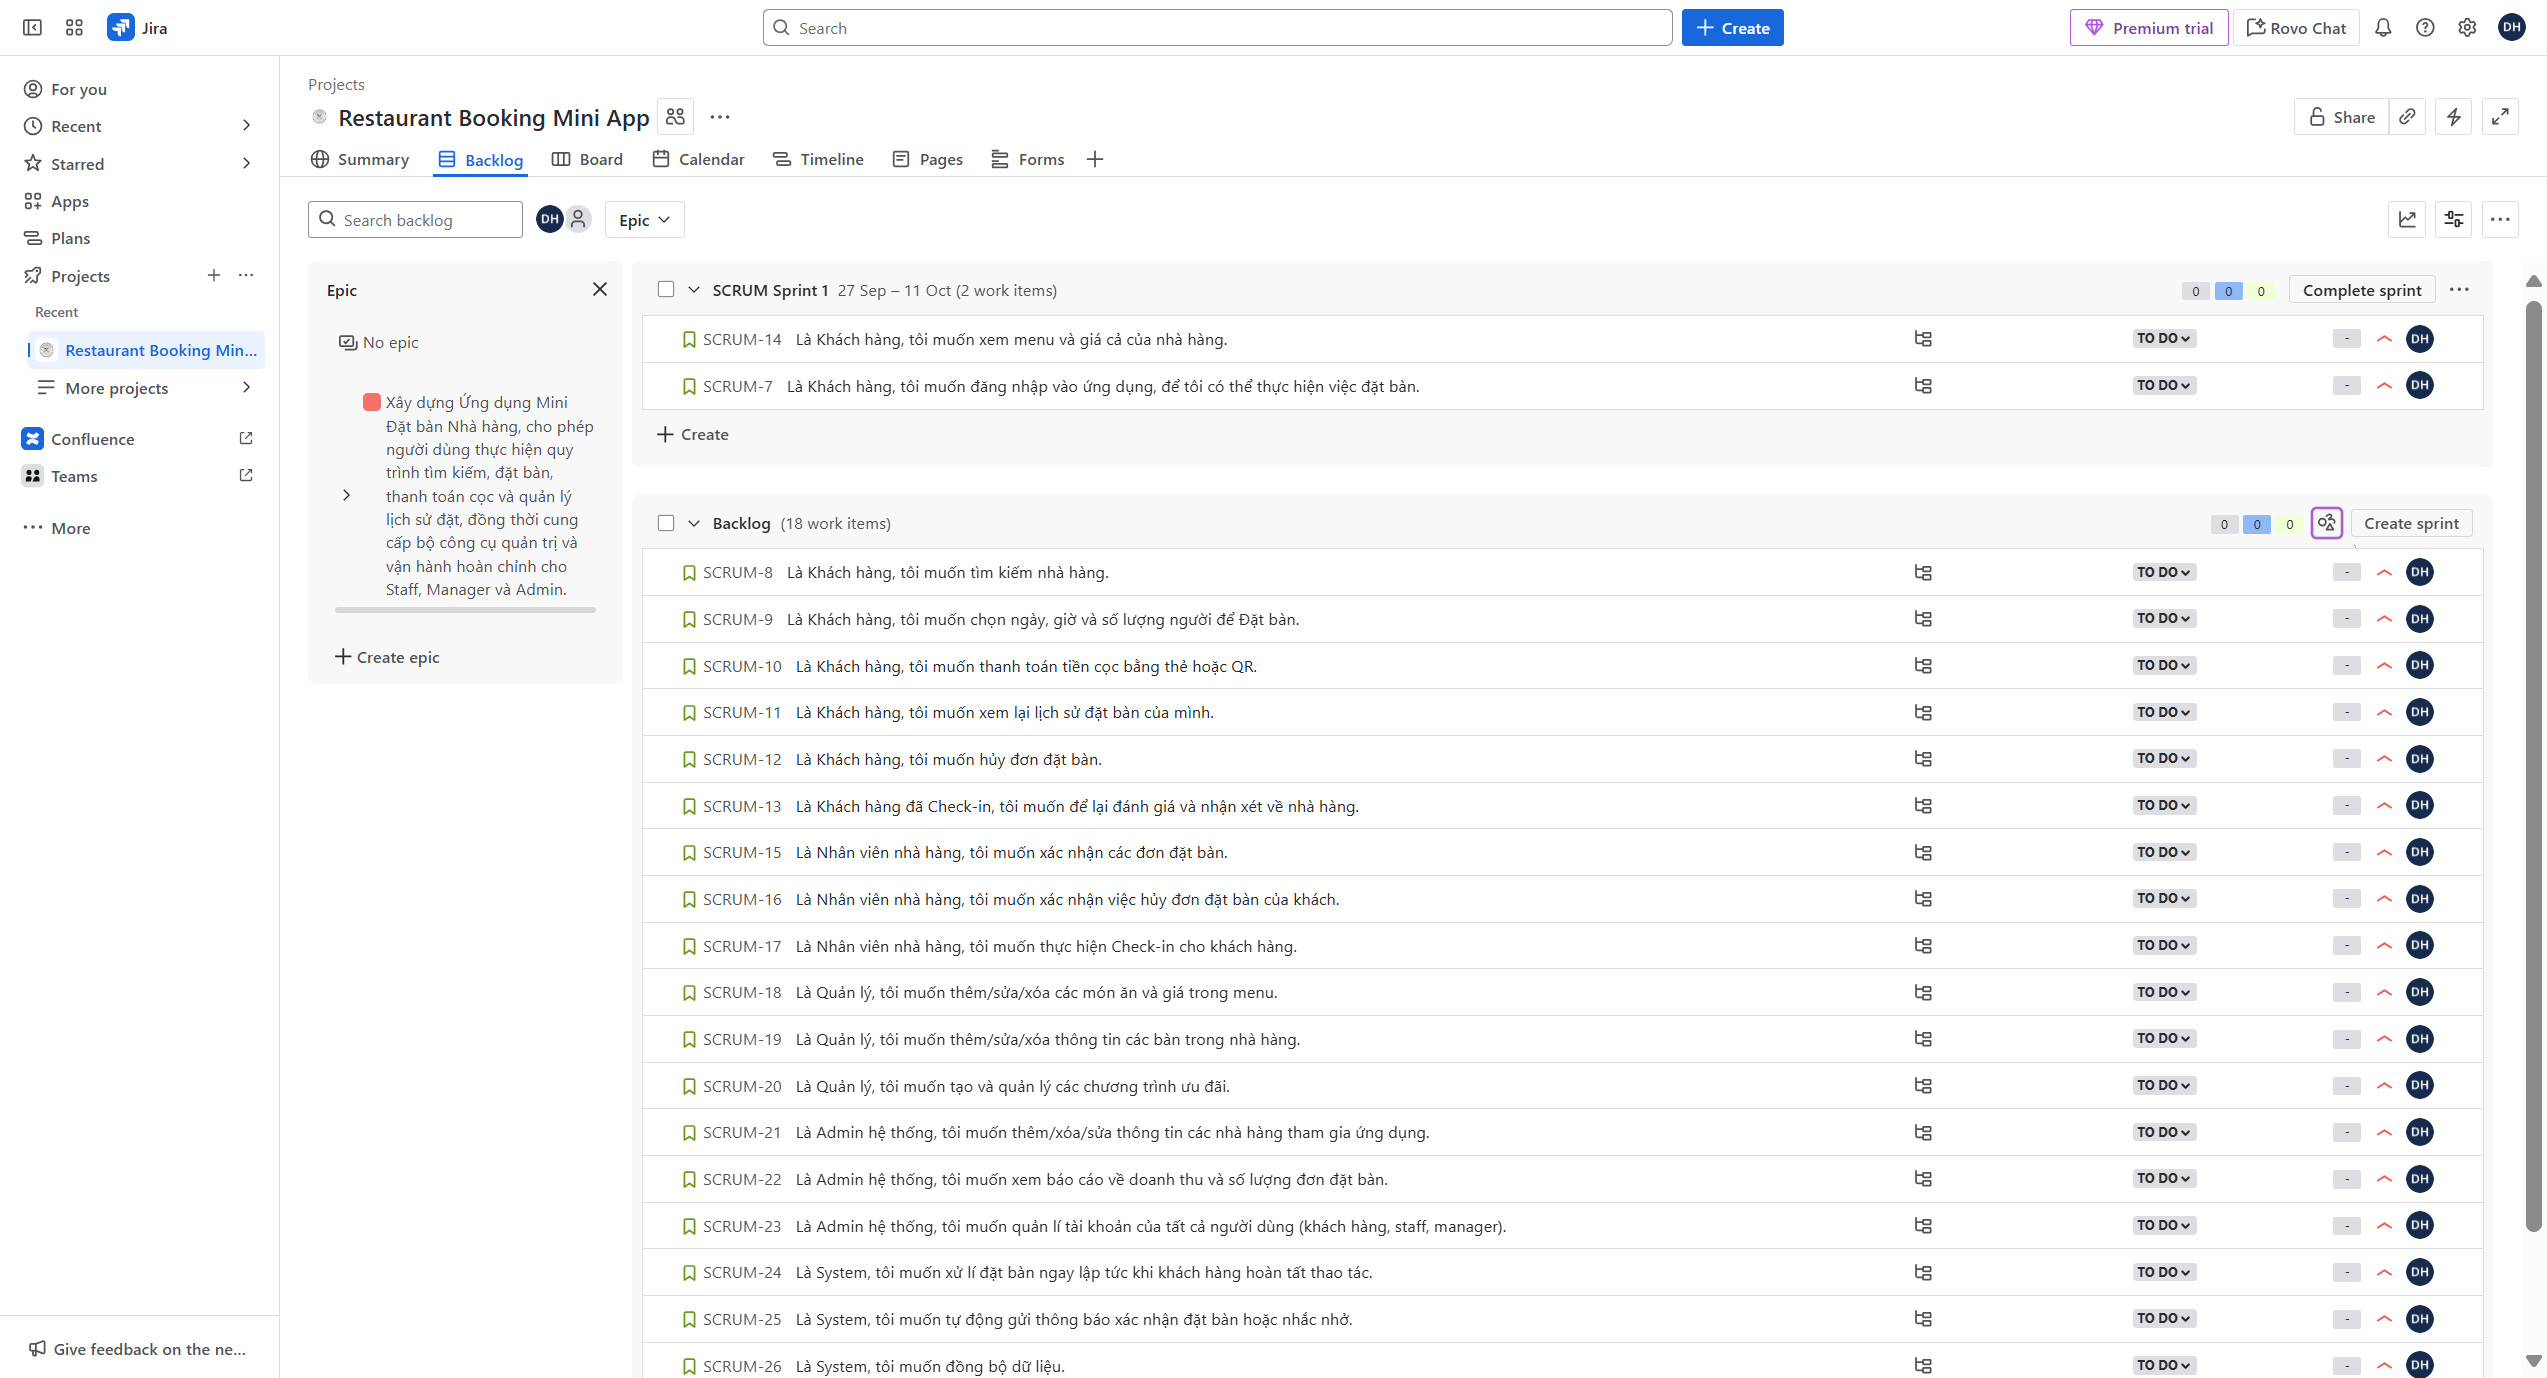 Jira
Search
Create
Premium trial
Rovo Chat
DH
For you
Recent
Starred
Apps
Plans
Projects
Recent
Restaurant Booking Min...
More projects
Confluence
Teams
More
Give feedback on the ne...
Projects
Restaurant Booking Mini App
Share
Summary
Backlog
Board
Calendar
Timeline
Pages
Forms
Search backlog
DH
Epic
Epic
No epic
Xây dựng Ứng dụng Mini
Đặt bàn Nhà hàng, cho phép
người dùng thực hiện quy
trình tìm kiếm, đặt bàn,
thanh toán cọc và quản lý
lịch sử đặt, đồng thời cung
cấp bộ công cụ quản trị và
vận hành hoàn chỉnh cho
Staff, Manager và Admin.
Create epic
SCRUM Sprint 1 27 Sep – 11 Oct (2 work items) 0 0 0 Complete sprint
SCRUM-14 Là Khách hàng, tôi muốn xem menu và giá cả của nhà hàng. TO DO - DH
SCRUM-7 Là Khách hàng, tôi muốn đăng nhập vào ứng dụng, để tôi có thể thực hiện việc đặt bàn. TO DO - DH
Create
Backlog (18 work items) 0 0 0 Create sprint
SCRUM-8 Là Khách hàng, tôi muốn tìm kiếm nhà hàng. TO DO - DH
SCRUM-9 Là Khách hàng, tôi muốn chọn ngày, giờ và số lượng người để Đặt bàn. TO DO - DH
SCRUM-10 Là Khách hàng, tôi muốn thanh toán tiền cọc bằng thẻ hoặc QR. TO DO - DH
SCRUM-11 Là Khách hàng, tôi muốn xem lại lịch sử đặt bàn của mình. TO DO - DH
SCRUM-12 Là Khách hàng, tôi muốn hủy đơn đặt bàn. TO DO - DH
SCRUM-13 Là Khách hàng đã Check-in, tôi muốn để lại đánh giá và nhận xét về nhà hàng. TO DO - DH
SCRUM-15 Là Nhân viên nhà hàng, tôi muốn xác nhận các đơn đặt bàn. TO DO - DH
SCRUM-16 Là Nhân viên nhà hàng, tôi muốn xác nhận việc hủy đơn đặt bàn của khách. TO DO - DH
SCRUM-17 Là Nhân viên nhà hàng, tôi muốn thực hiện Check-in cho khách hàng. TO DO - DH
SCRUM-18 Là Quản lý, tôi muốn thêm/sửa/xóa các món ăn và giá trong menu. TO DO - DH
SCRUM-19 Là Quản lý, tôi muốn thêm/sửa/xóa thông tin các bàn trong nhà hàng. TO DO - DH
SCRUM-20 Là Quản lý, tôi muốn tạo và quản lý các chương trình ưu đãi. TO DO - DH
SCRUM-21 Là Admin hệ thống, tôi muốn thêm/xóa/sửa thông tin các nhà hàng tham gia ứng dụng. TO DO - DH
SCRUM-22 Là Admin hệ thống, tôi muốn xem báo cáo về doanh thu và số lượng đơn đặt bàn. TO DO - DH
SCRUM-23 Là Admin hệ thống, tôi muốn quản lí tài khoản của tất cả người dùng (khách hàng, staff, manager). TO DO - DH
SCRUM-24 Là System, tôi muốn xử lí đặt bàn ngay lập tức khi khách hàng hoàn tất thao tác. TO DO - DH
SCRUM-25 Là System, tôi muốn tự động gửi thông báo xác nhận đặt bàn hoặc nhắc nhở. TO DO - DH
SCRUM-26 Là System, tôi muốn đồng bộ dữ liệu. TO DO - DH